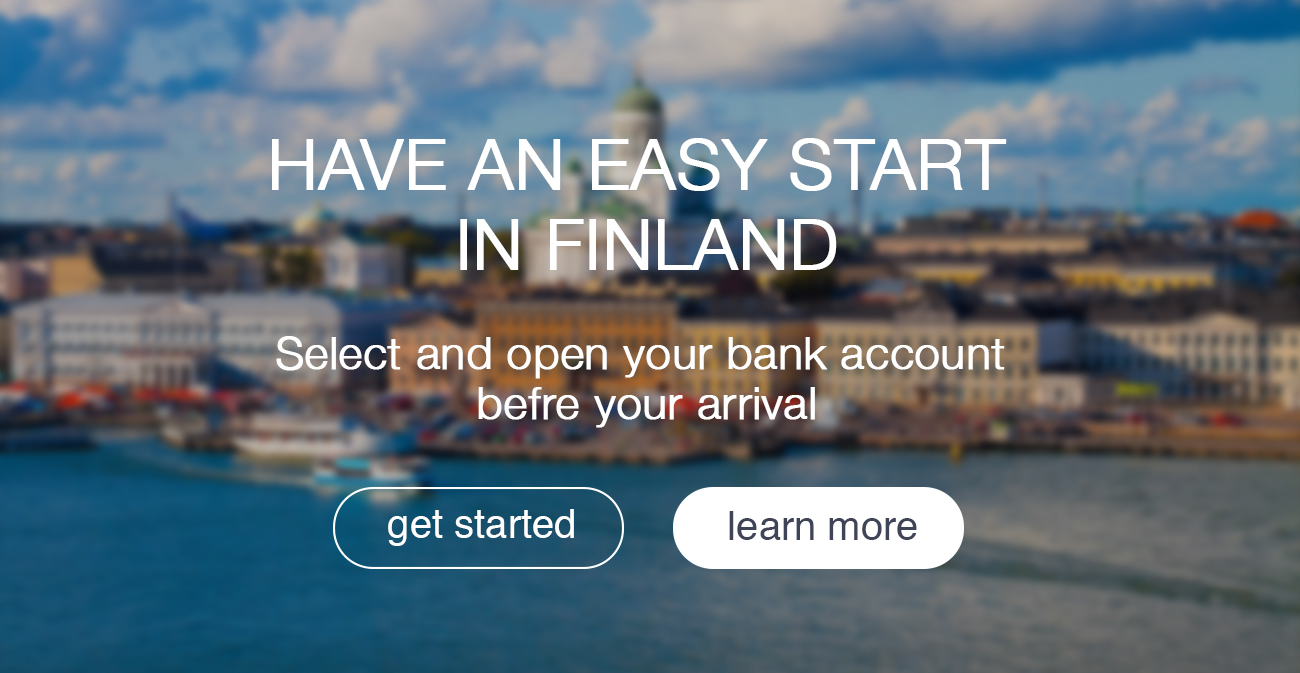 HAVE AN EASY START
IN FINLAND
Select and open your bank account
befre your arrival
get started
learn more